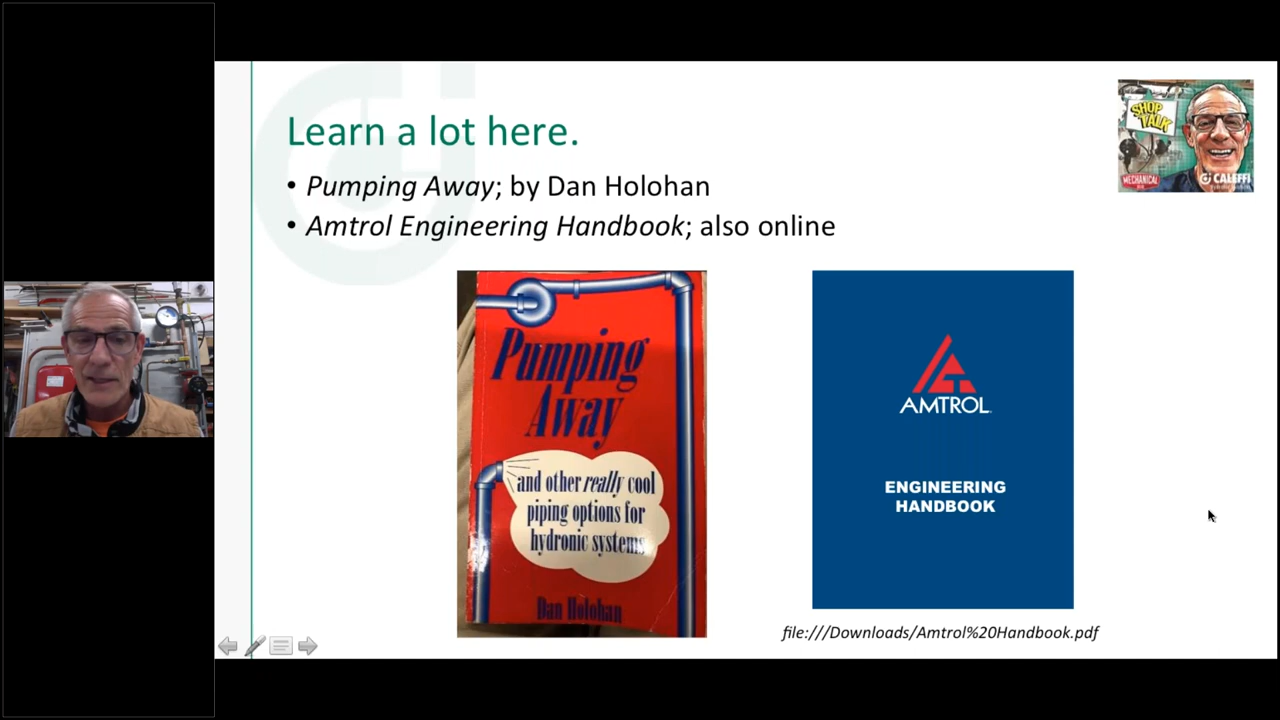 Learn a lot here.
• Pumping Away; by Dan Holohan
• Amtrol Engineering Handbook; also online
SHOP
TALK
MECHANICAL
CALEFFI
Pumping
Away
and other really cool
piping options for
hydronic systems
Dan Holohan
AMTROL
ENGINEERING
HANDBOOK
file:///Downloads/Amtrol%20Handbook.pdf